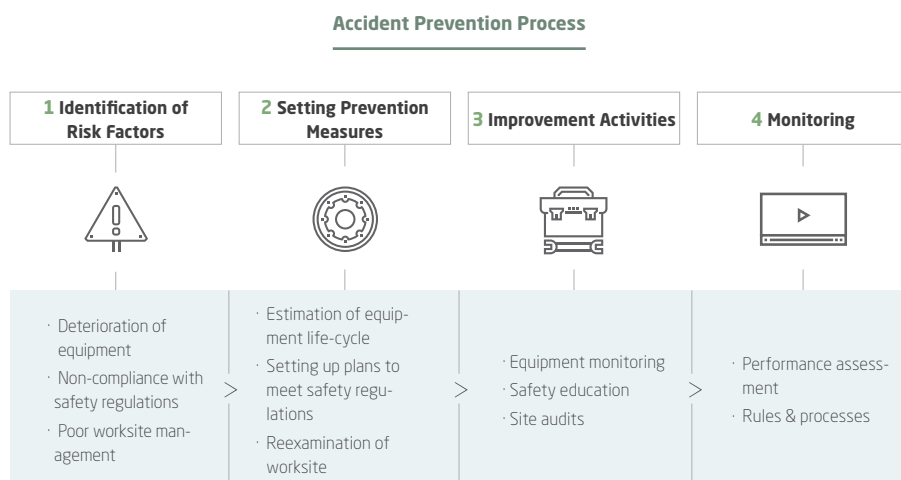 Accident Prevention Process
1 Identification of
Risk Factors
2 Setting Prevention
Measures
3 Improvement Activities
4 Monitoring
· Deterioration of
equipment
· Non-compliance with
safety regulations
· Poor worksite man-
agement
>
· Estimation of equip-
ment life-cycle
· Setting up plans to
meet safety regu-
lations
· Reexamination of
worksite
>
· Equipment monitoring
· Safety education
· Site audits
>
· Performance assess-
ment
· Rules & processes